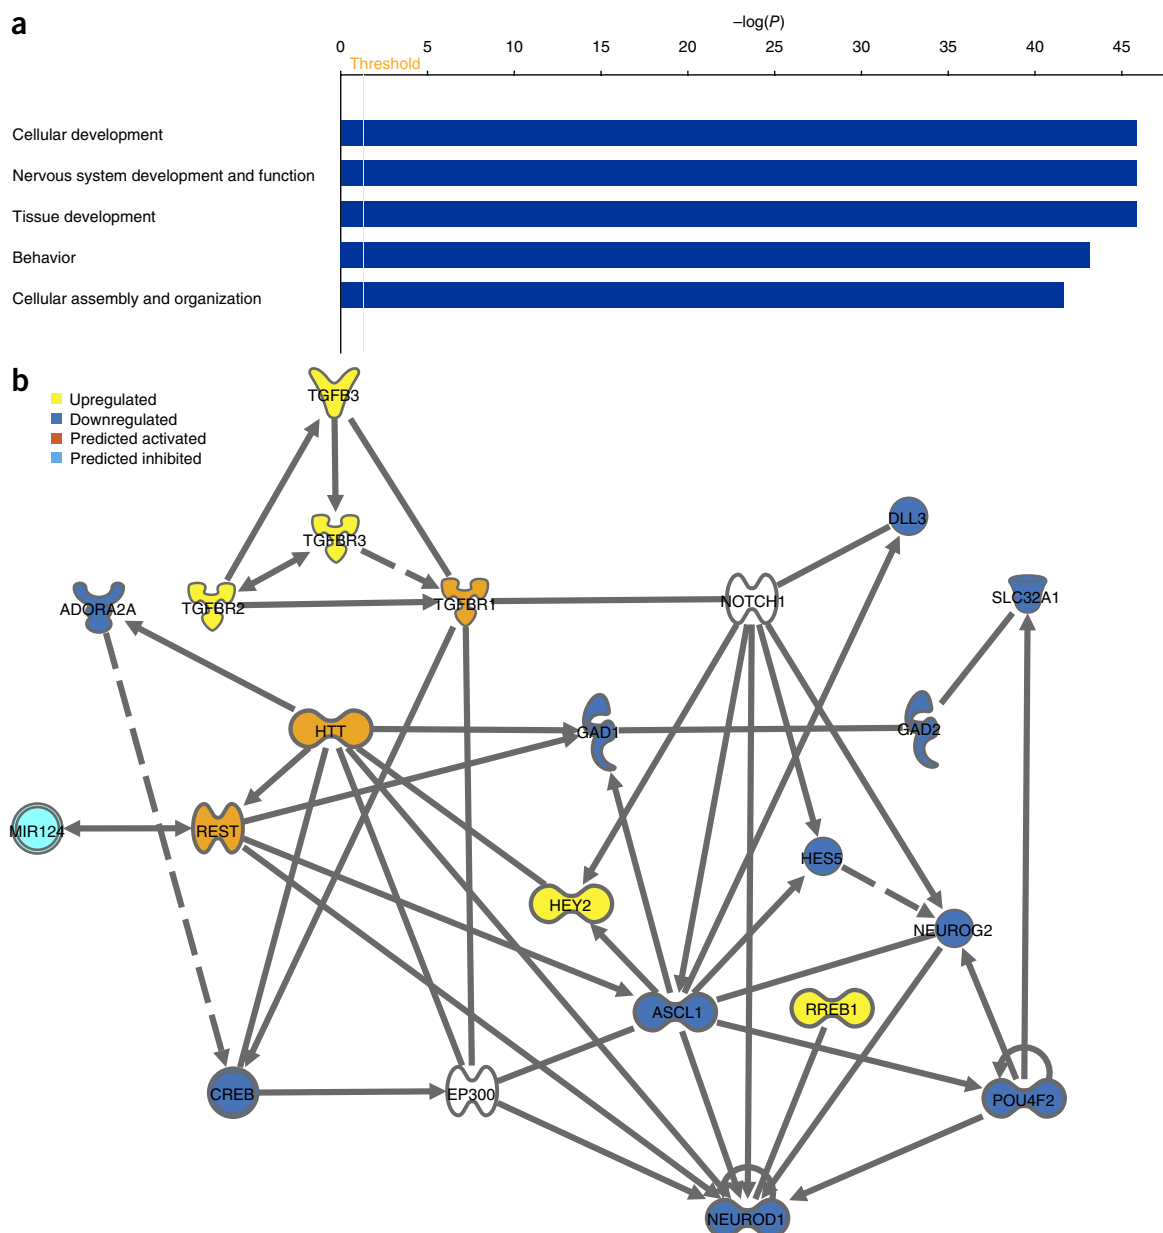 a
–log(P)
0 5 10 15 20 25 30 35 40 45
Threshold
Cellular development
Nervous system development and function
Tissue development
Behavior
Cellular assembly and organization
b
Upregulated
Downregulated
Predicted activated
Predicted inhibited
TGFB3
TGFBR3
DLL3
ADORA2A
TGFBR2
TGFBR1
NOTCH1
SLC32A1
HTT
GAD1
GAD2
MIR124
REST
HES5
HEY2
NEUROG2
ASCL1
RREB1
CREB
EP300
POU4F2
NEUROD1